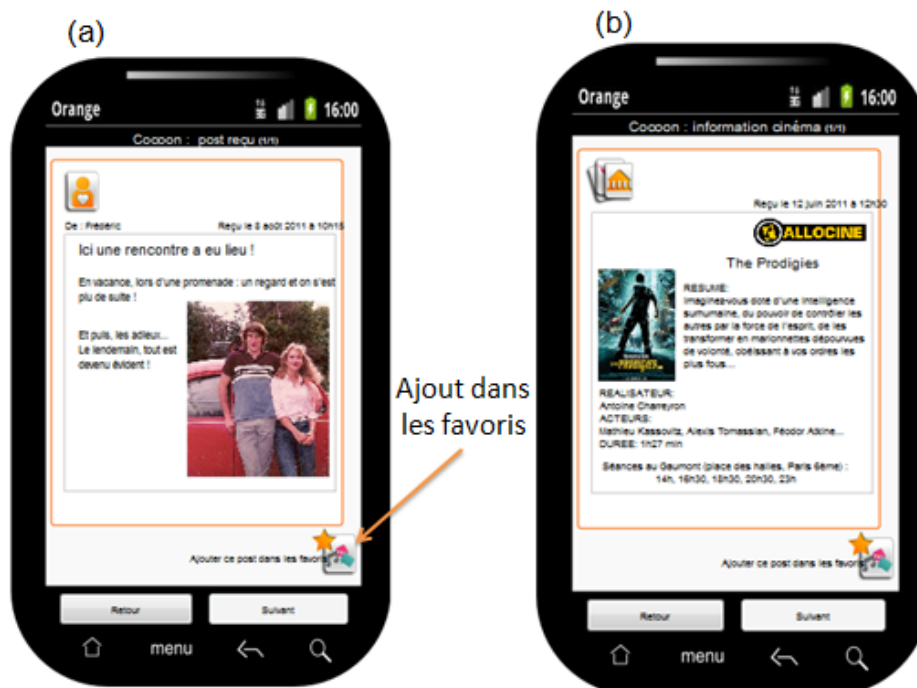 (a)
Orange
3G
16:00
Cocoon : post reçu (1/1)
De : Frédéric
Reçu le 8 août 2011 à 10h15
Ici une rencontre a eu lieu !
En vacance, lors d'une promenade : un regard et on s'est
plu de suite !
Et puis, les adieux...
Le lendemain, tout est
devenu évident !
Ajouter ce post dans les favoris
Retour
Suivant
menu
Ajout dans
les favoris
(b)
Orange
3G
16:00
Cocoon : information cinéma (1/1)
Reçu le 12 juin 2011 à 12h30
ALLOCINE
The Prodigies
RESUME:
Imaginez-vous doté d'une intelligence
surhumaine, du pouvoir de contrôler les
autres par la force de l'esprit, de les
transformer en marionnettes dépourvues
de volonté, obéissant à vos ordres les
plus fous...
PRODIGIES
REALISATEUR:
Antoine Charreyron
ACTEURS:
Mathieu Kassovitz, Alexis Tomassian, Féodor Atkine...
DUREE: 1h27 min
Séances au Gaumont (place des halles, Paris 6ème) :
14h, 16h30, 18h30, 20h30, 23h
Ajouter ce post dans les favoris
Retour
Suivant
menu